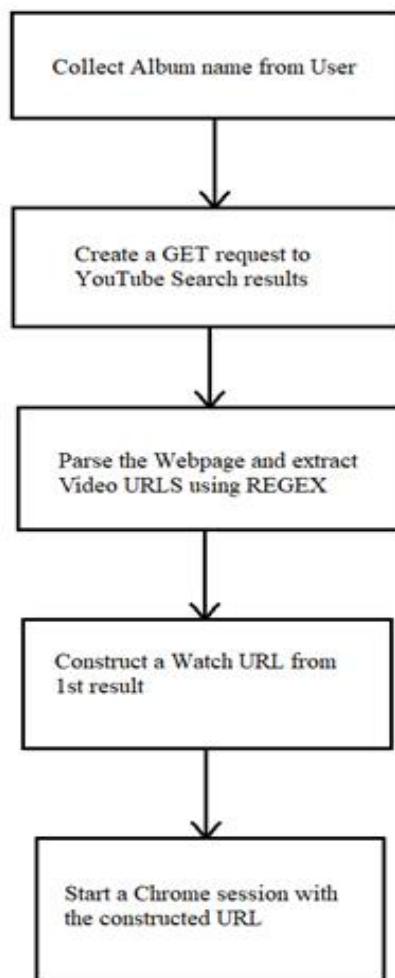 Collect Album name from User
Create a GET request to
YouTube Search results
Parse the Webpage and extract
Video URLS using REGEX
Construct a Watch URL from
1st result
Start a Chrome session with
the constructed URL